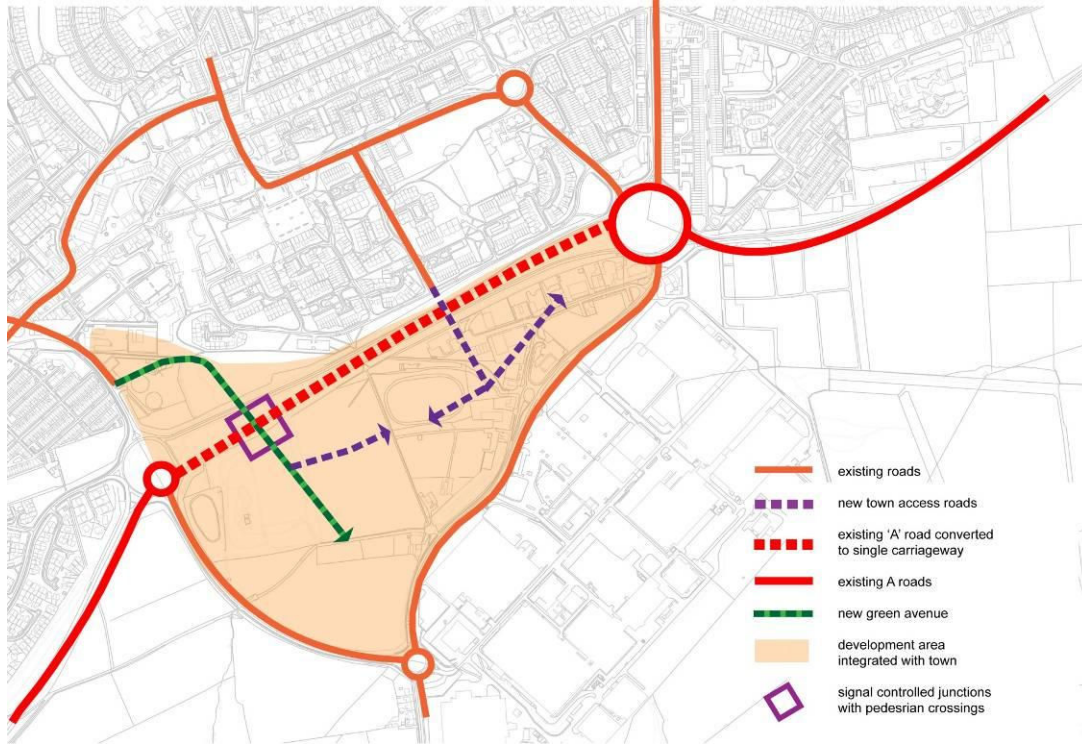 existing roads
new town access roads
existing ‘A’ road converted
to single carriageway
existing A roads
new green avenue
development area
integrated with town
signal controlled junctions
with pedesrian crossings